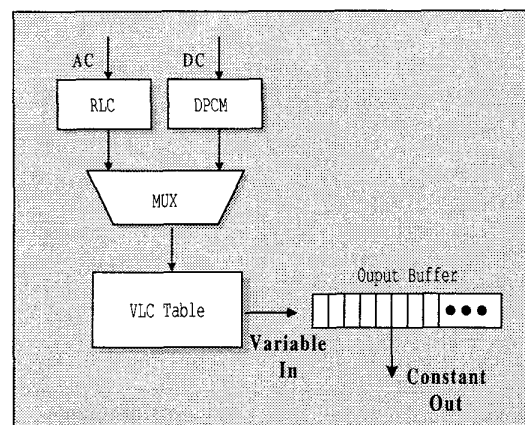 AC
DC
RLC
DPCM
MUX
VLC Table
Ouput Buffer
Variable
In
Constant
Out